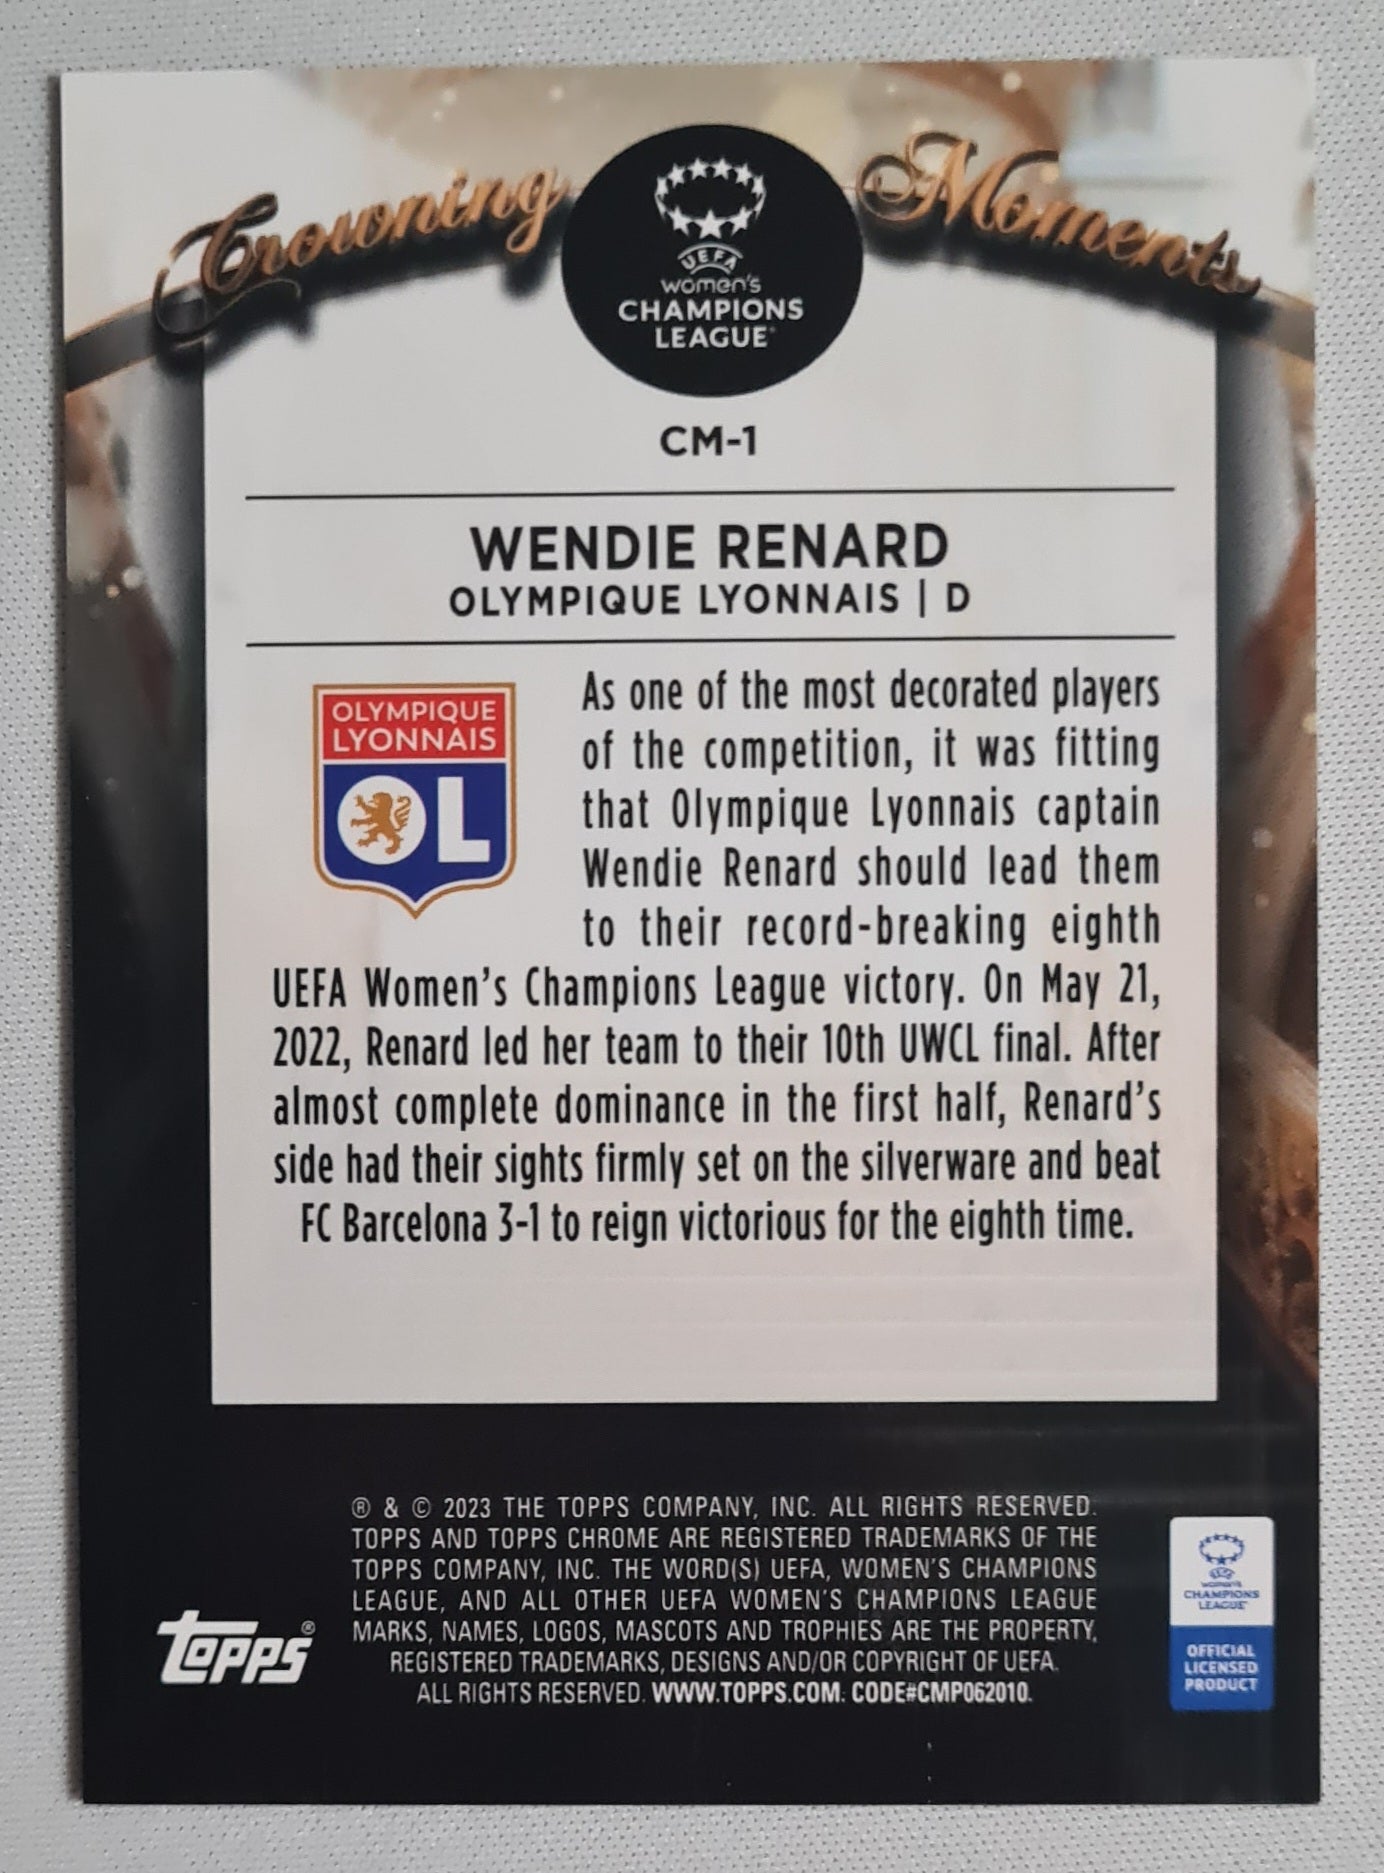 Crowning Moments
UEFA
women's
CHAMPIONS
LEAGUE
CM-1
WENDIE RENARD
OLYMPIQUE LYONNAIS | D
OLYMPIQUE
LYONNAIS
OL
As one of the most decorated players
of the competition, it was fitting
that Olympique Lyonnais captain
Wendie Renard should lead them
to their record-breaking eighth
UEFA Women's Champions League victory. On May 21,
2022, Renard led her team to their 10th UWCL final. After
almost complete dominance in the first half, Renard's
side had their sights firmly set on the silverware and beat
FC Barcelona 3-1 to reign victorious for the eighth time.
® & © 2023 THE TOPPS COMPANY, INC. ALL RIGHTS RESERVED.
TOPPS AND TOPPS CHROME ARE REGISTERED TRADEMARKS OF THE
TOPPS COMPANY, INC. THE WORD(S) UEFA, WOMEN'S CHAMPIONS
LEAGUE, AND ALL OTHER UEFA WOMEN'S CHAMPIONS LEAGUE
MARKS, NAMES, LOGOS, MASCOTS AND TROPHIES ARE THE PROPERTY,
REGISTERED TRADEMARKS, DESIGNS AND/OR COPYRIGHT OF UEFA.
ALL RIGHTS RESERVED. WWW.TOPPS.COM. CODE#CMP062010.
topps®
UEFA
women's
CHAMPIONS
LEAGUE
OFFICIAL
LICENSED
PRODUCT